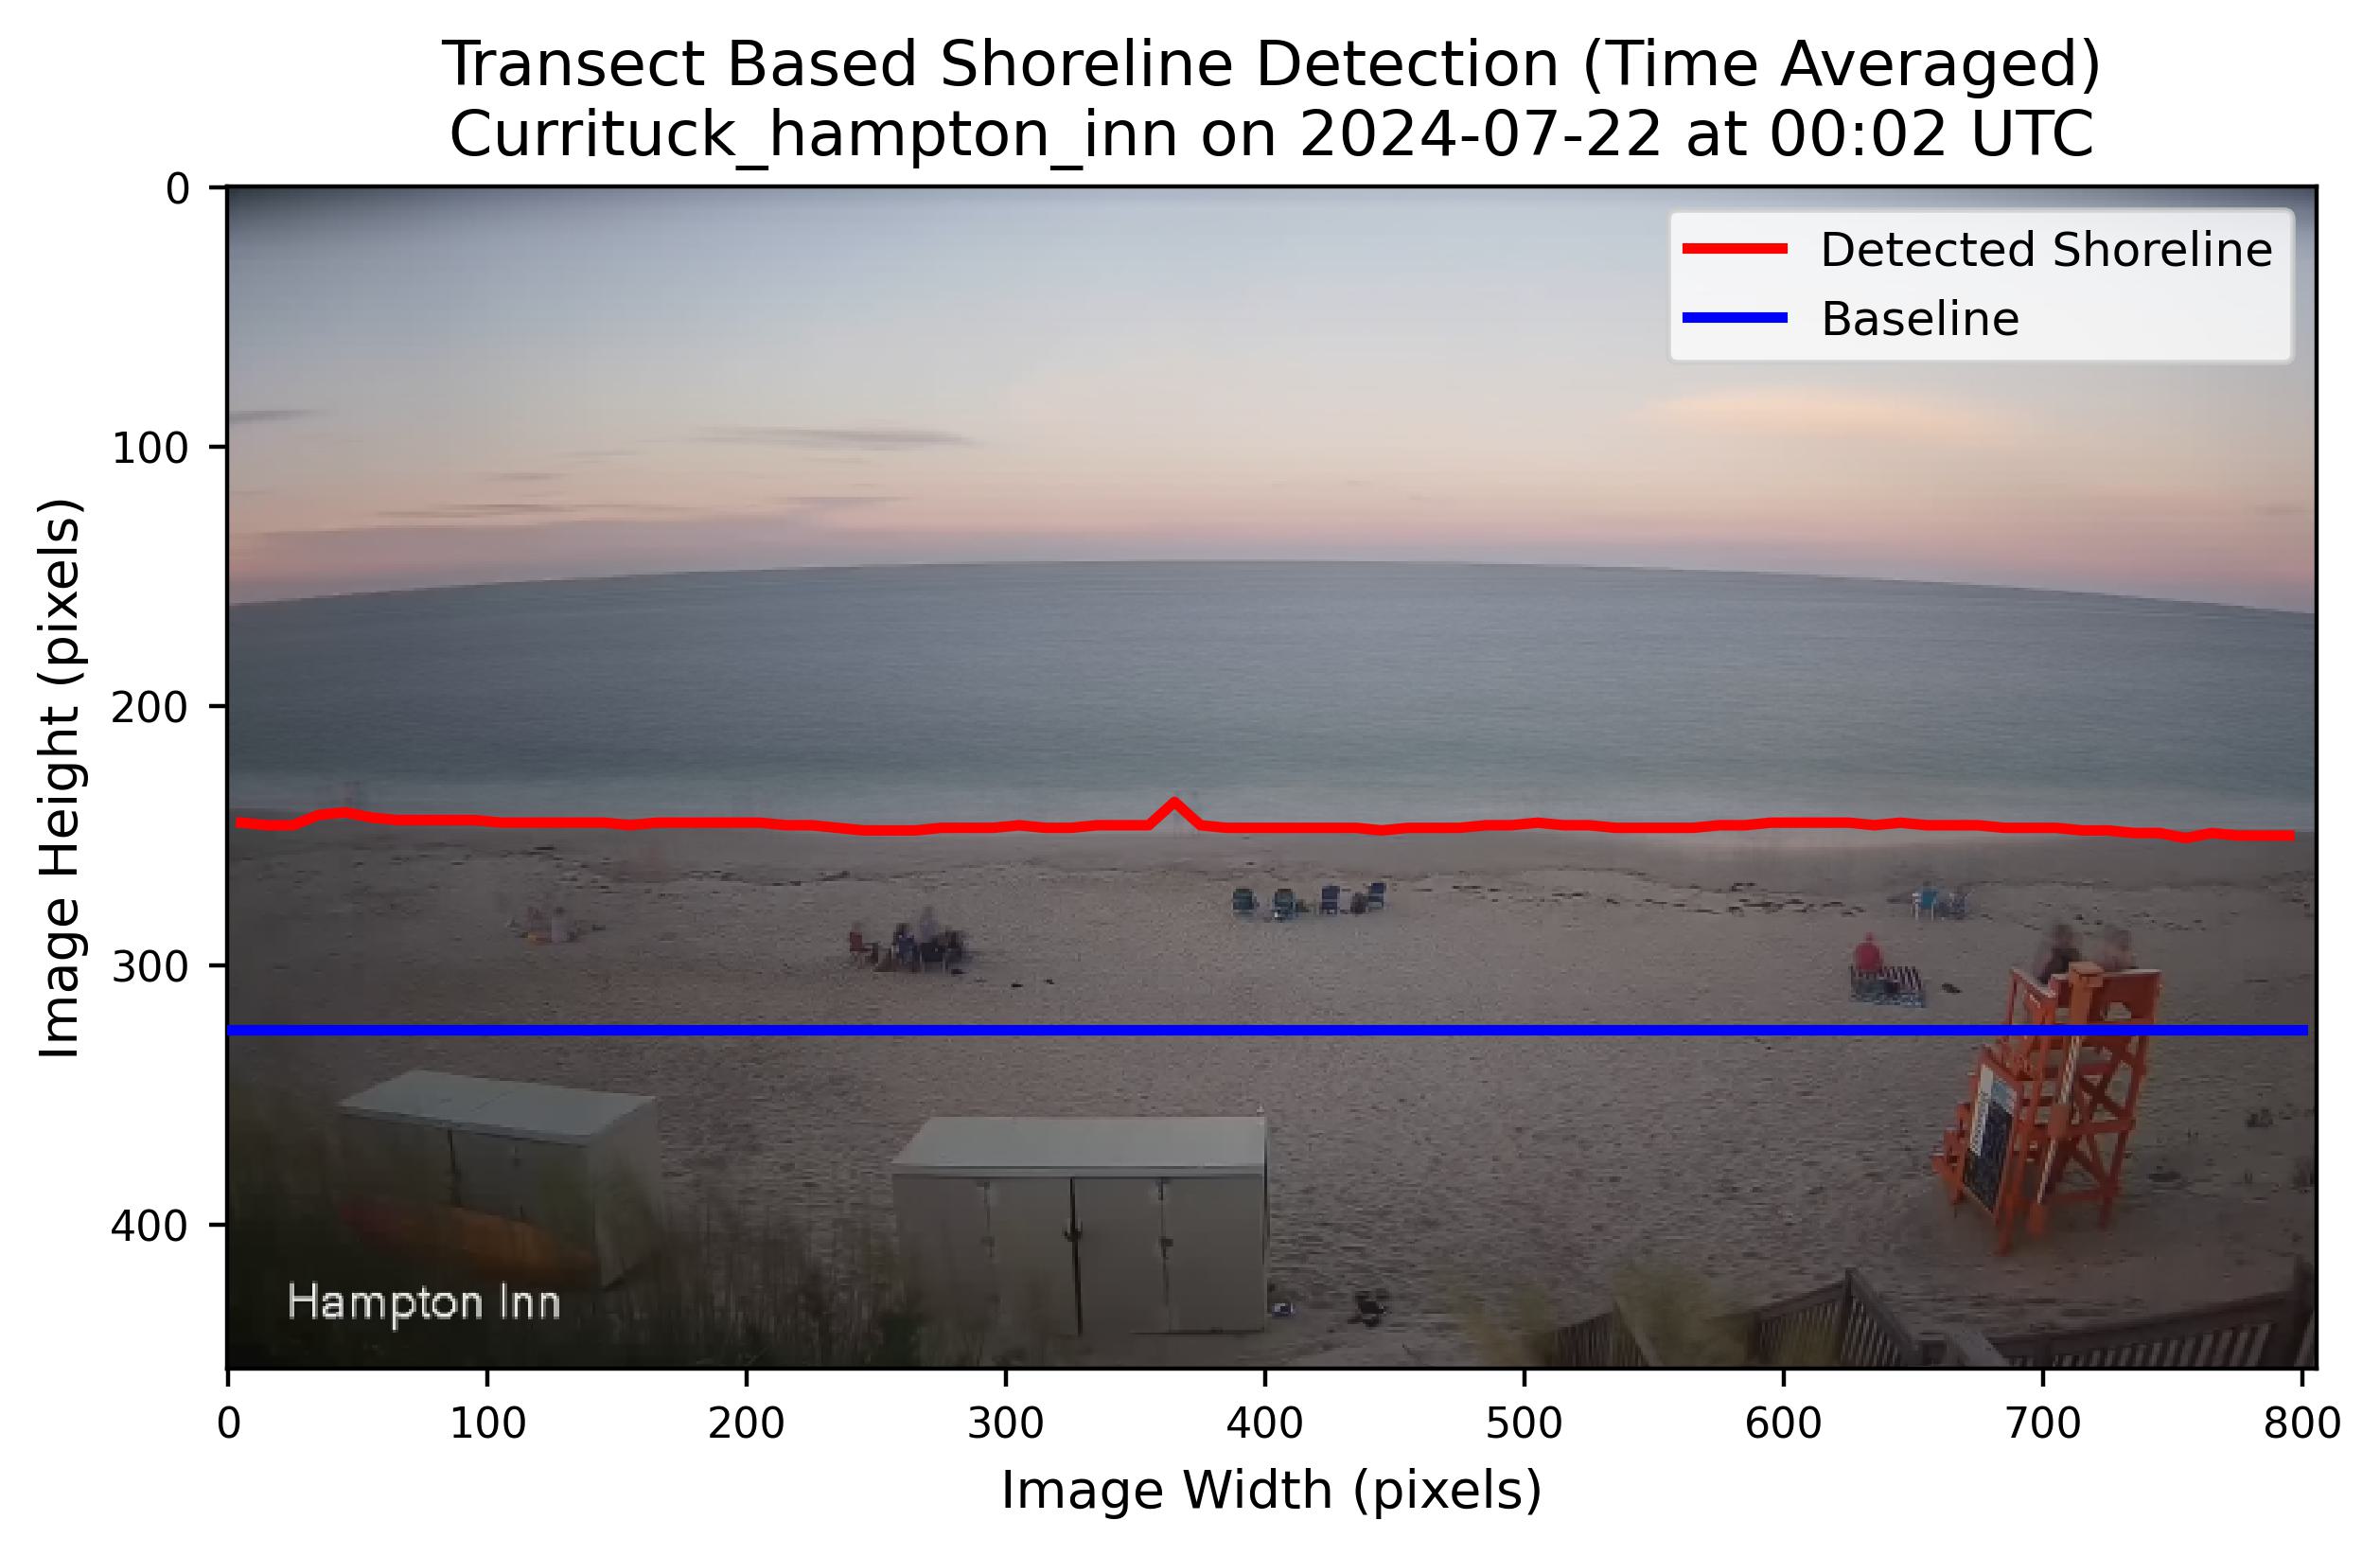 Transect Based Shoreline Detection (Time Averaged)
Currituck_hampton_inn on 2024-07-22 at 00:02 UTC
Detected Shoreline
Baseline
Image Height (pixels)
0
100
200
300
400
Hampton Inn
0 100 200 300 400 500 600 700 800
Image Width (pixels)